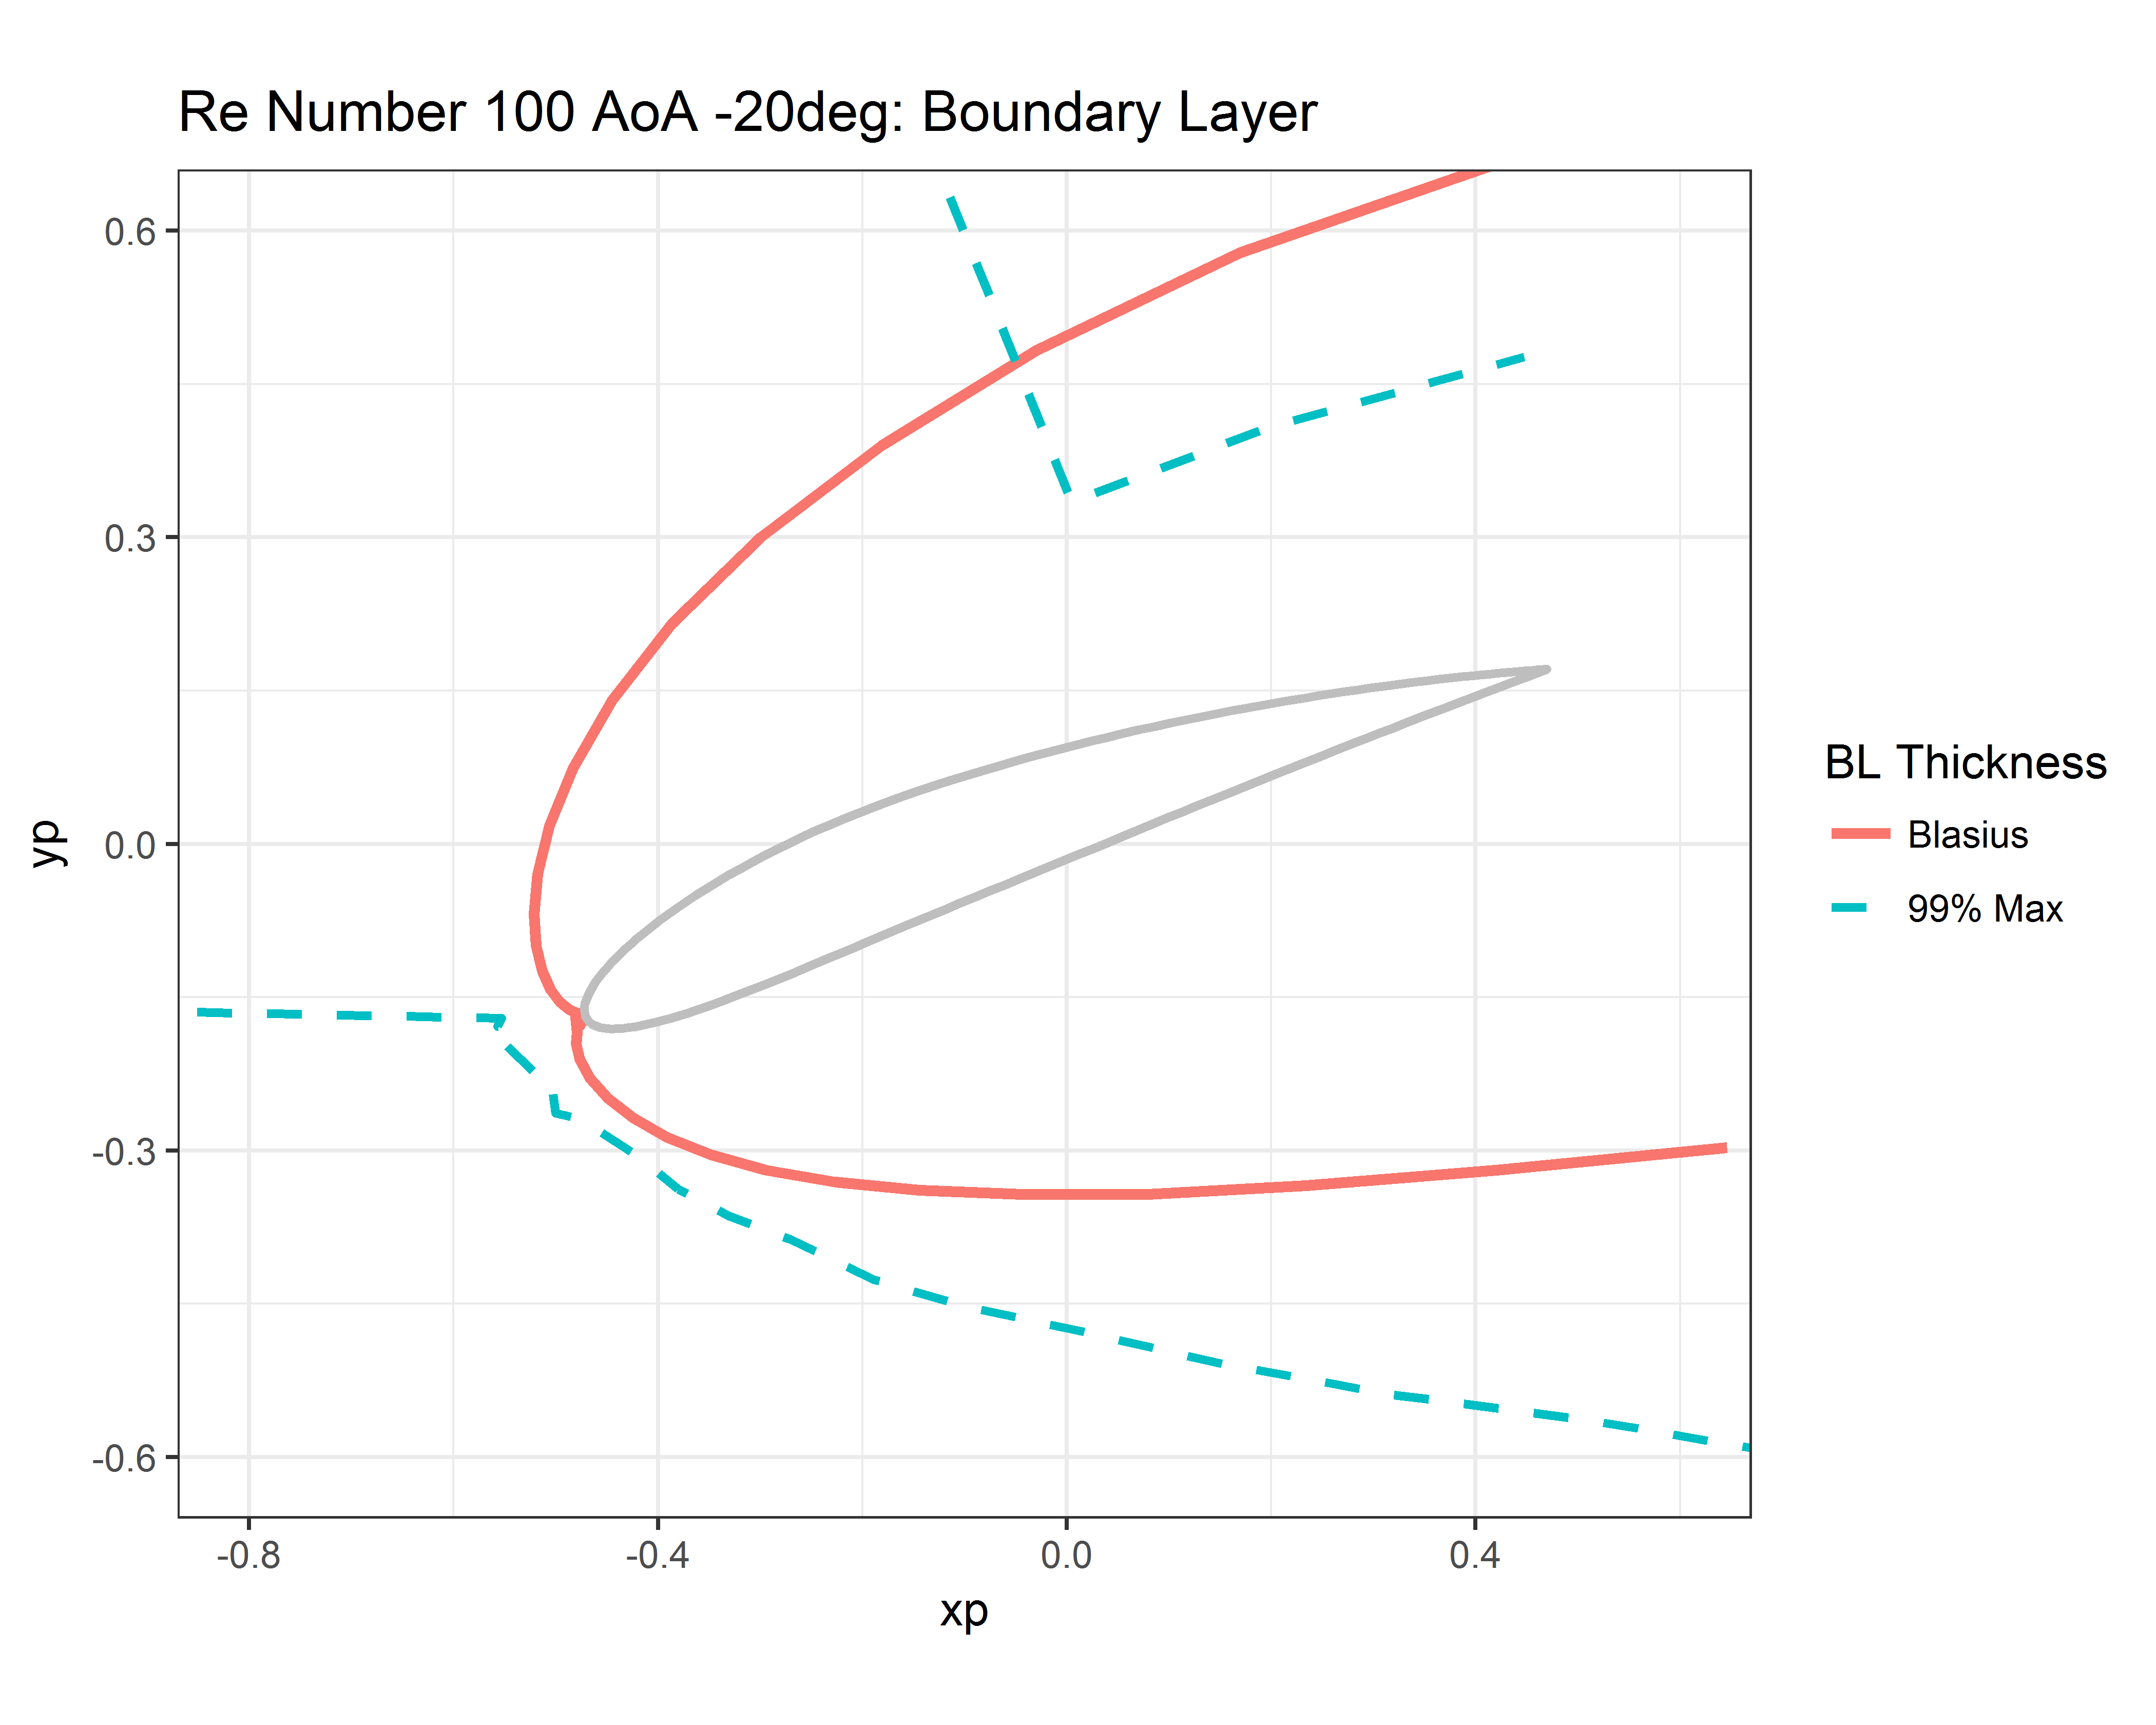 Re Number 100 AoA -20deg: Boundary Layer
0.6
0.3
0.0
-0.3
-0.6
yp
-0.8 -0.4 0.0 0.4
xp
BL Thickness
Blasius
99% Max